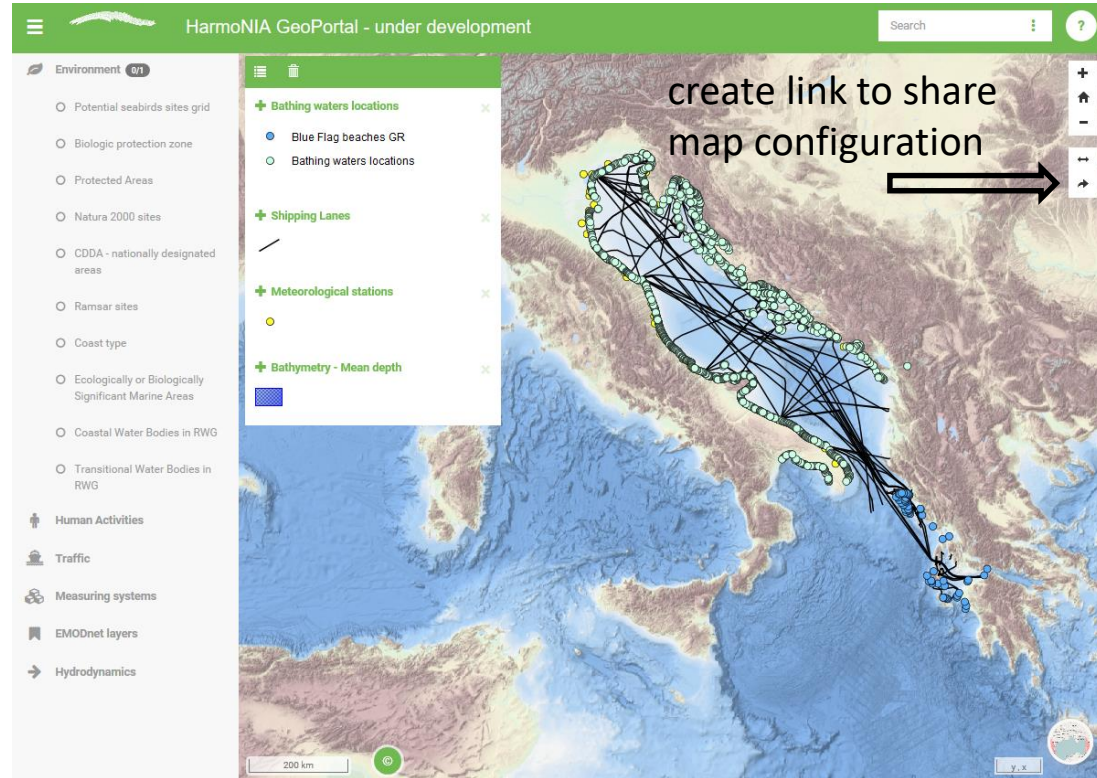 HarmoNIA GeoPortal - under development
Search
?
Environment 0/1
Potential seabirds sites grid
Biologic protection zone
Protected Areas
Natura 2000 sites
CDDA - nationally designated
areas
Ramsar sites
Coast type
Ecologically or Biologically
Significant Marine Areas
Coastal Water Bodies in RWG
Transitional Water Bodies in
RWG
Human Activities
Traffic
Measuring systems
EMODnet layers
Hydrodynamics
Bathing waters locations
Blue Flag beaches GR
Bathing waters locations
Shipping Lanes
Meteorological stations
Bathymetry - Mean depth
create link to share
map configuration
200 km
©
y, x